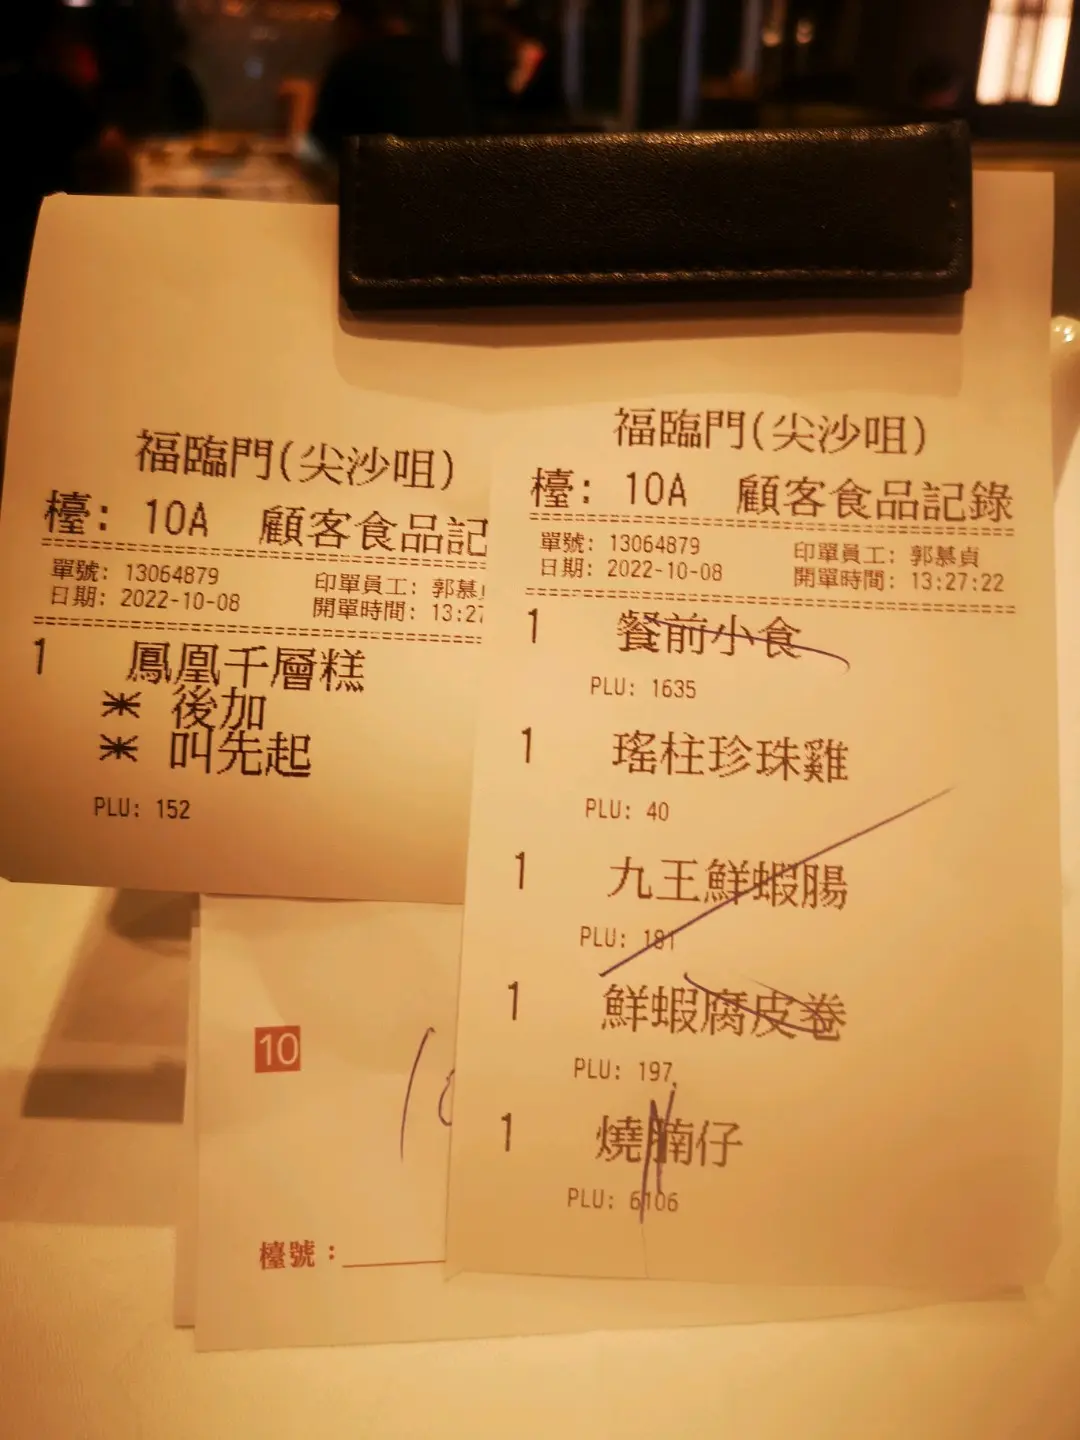 福臨門(尖沙咀)
檯: 10A 顧客食品記
單號: 13064879 印單員工: 郭慕
日期: 2022-10-08 開單時間: 13:27
1 鳳凰千層糕
* 後加
* 叫先起
PLU: 152
福臨門(尖沙咀)
檯: 10A 顧客食品記錄
單號: 13064879 印單員工: 郭慕貞
日期: 2022-10-08 開單時間: 13:27:22
1 餐前小食
PLU: 1635
1 瑤柱珍珠雞
PLU: 40
1 九王鮮蝦腸
PLU: 181
1 鮮蝦腐皮卷
PLU: 197
1 燒腩仔
PLU: 6106
10
檯號：